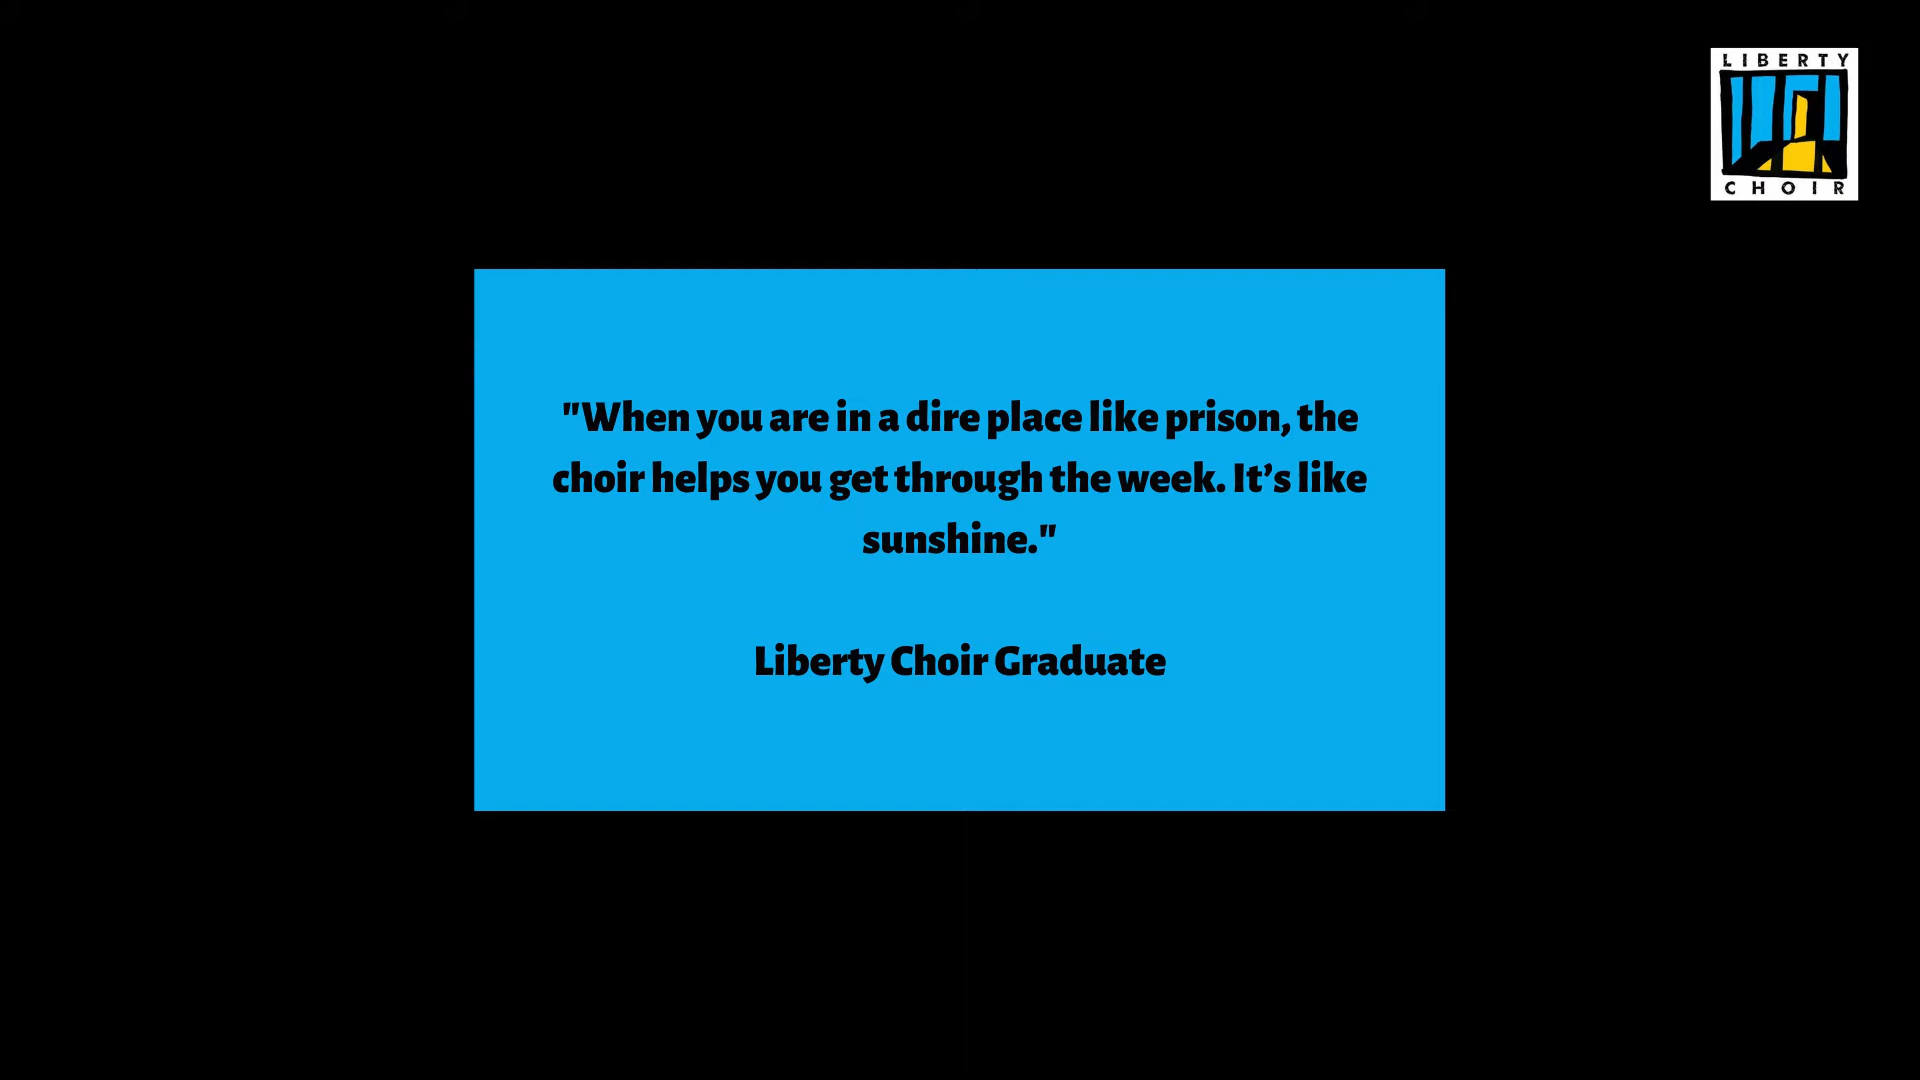 LIBERTY
CHOIR
"When you are in a dire place like prison, the
choir helps you get through the week. It’s like
sunshine."
Liberty Choir Graduate